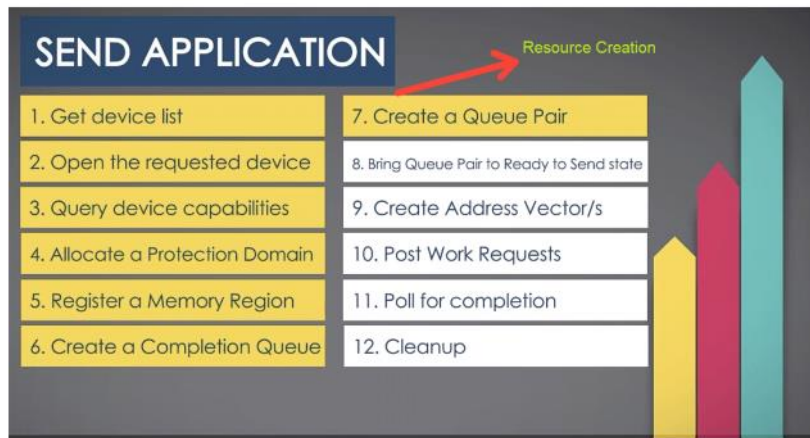 SEND APPLICATION
Resource Creation
1. Get device list
2. Open the requested device
3. Query device capabilities
4. Allocate a Protection Domain
5. Register a Memory Region
6. Create a Completion Queue
7. Create a Queue Pair
8. Bring Queue Pair to Ready to Send state
9. Create Address Vector/s
10. Post Work Requests
11. Poll for completion
12. Cleanup